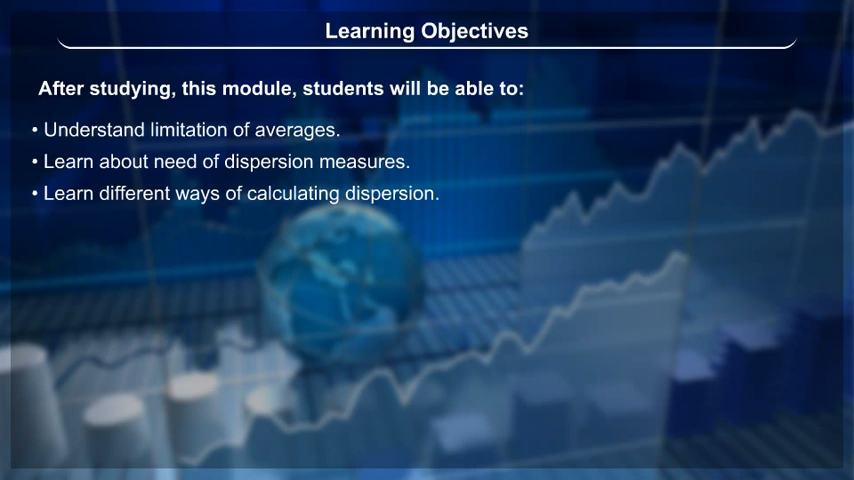 Learning Objectives
After studying, this module, students will be able to:
• Understand limitation of averages.
• Learn about need of dispersion measures.
• Learn different ways of calculating dispersion.